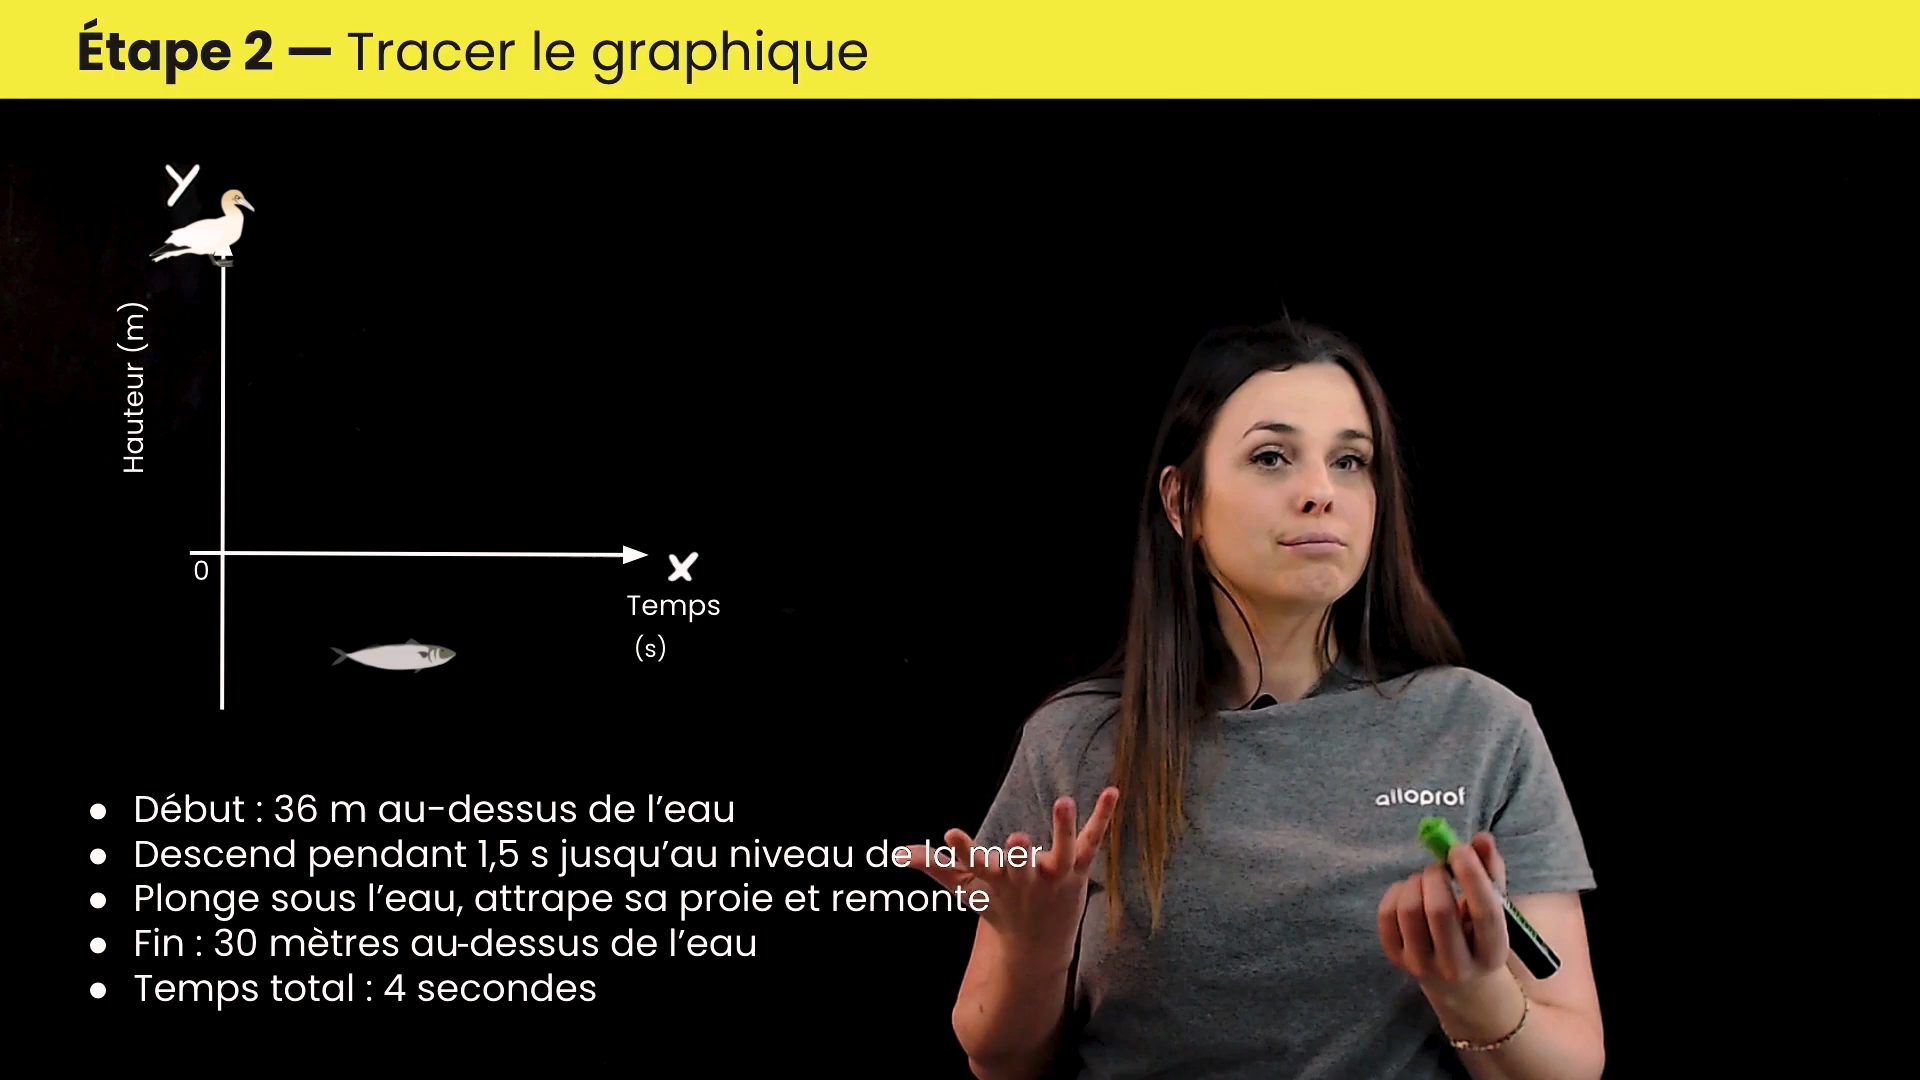 Étape 2 — Tracer le graphique
y
Hauteur (m)
0
x
Temps
(s)
alloprof
• Début : 36 m au-dessus de l’eau
• Descend pendant 1,5 s jusqu’au niveau de la mer
• Plonge sous l’eau, attrape sa proie et remonte
• Fin : 30 mètres au-dessus de l’eau
• Temps total : 4 secondes